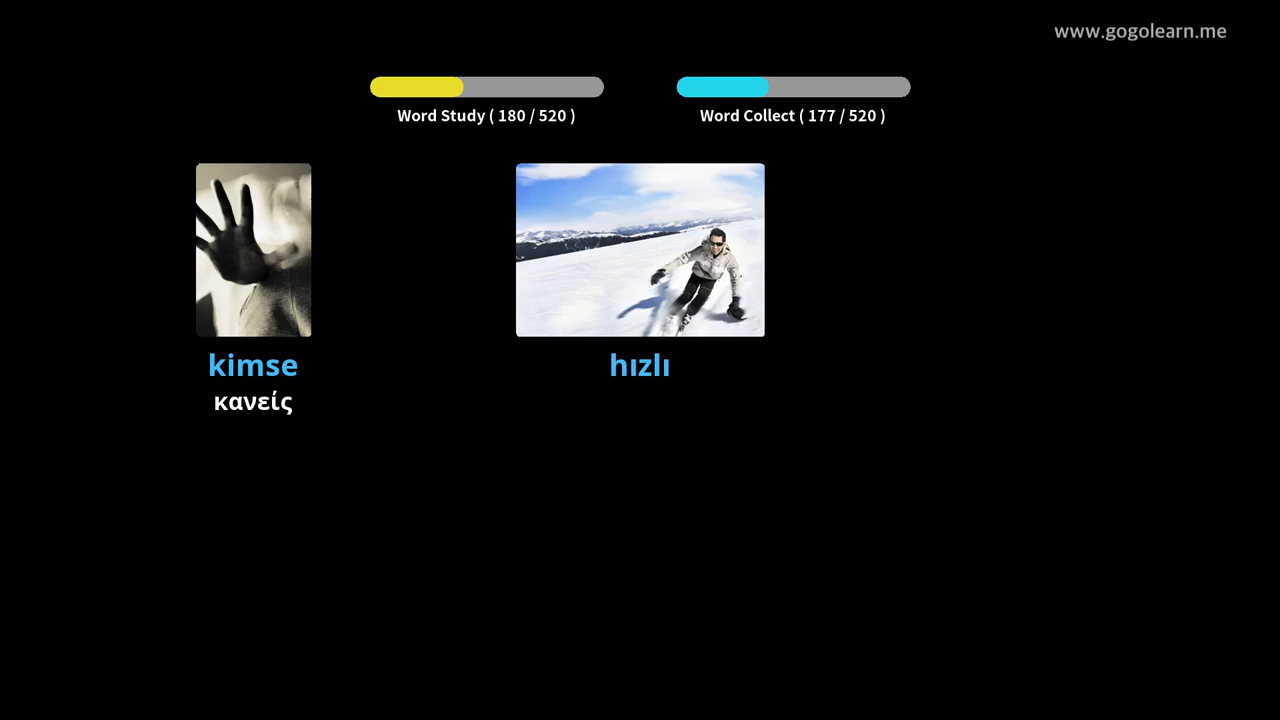 www.gogolearn.me
Word Study ( 180 / 520 )
Word Collect ( 177 / 520 )
kimse
κανείς
hızlı